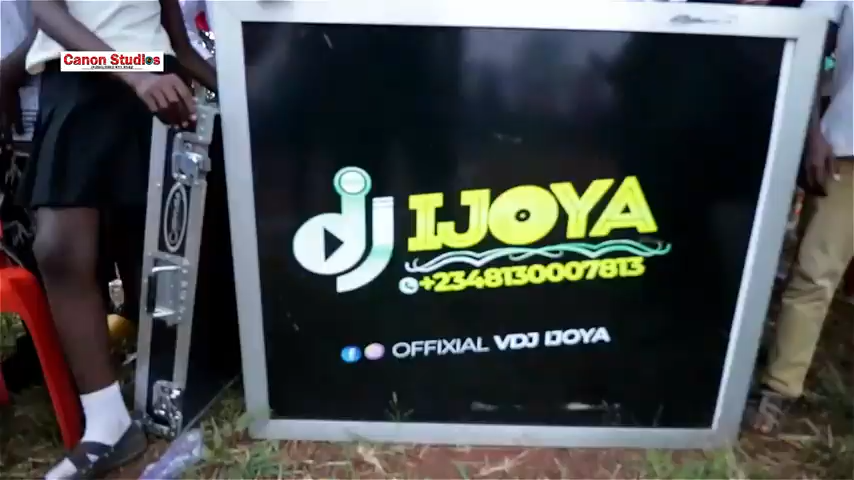 Canon Studios
dj IJOYA
+2348130007813
OFFIXIAL VDJ IJOYA